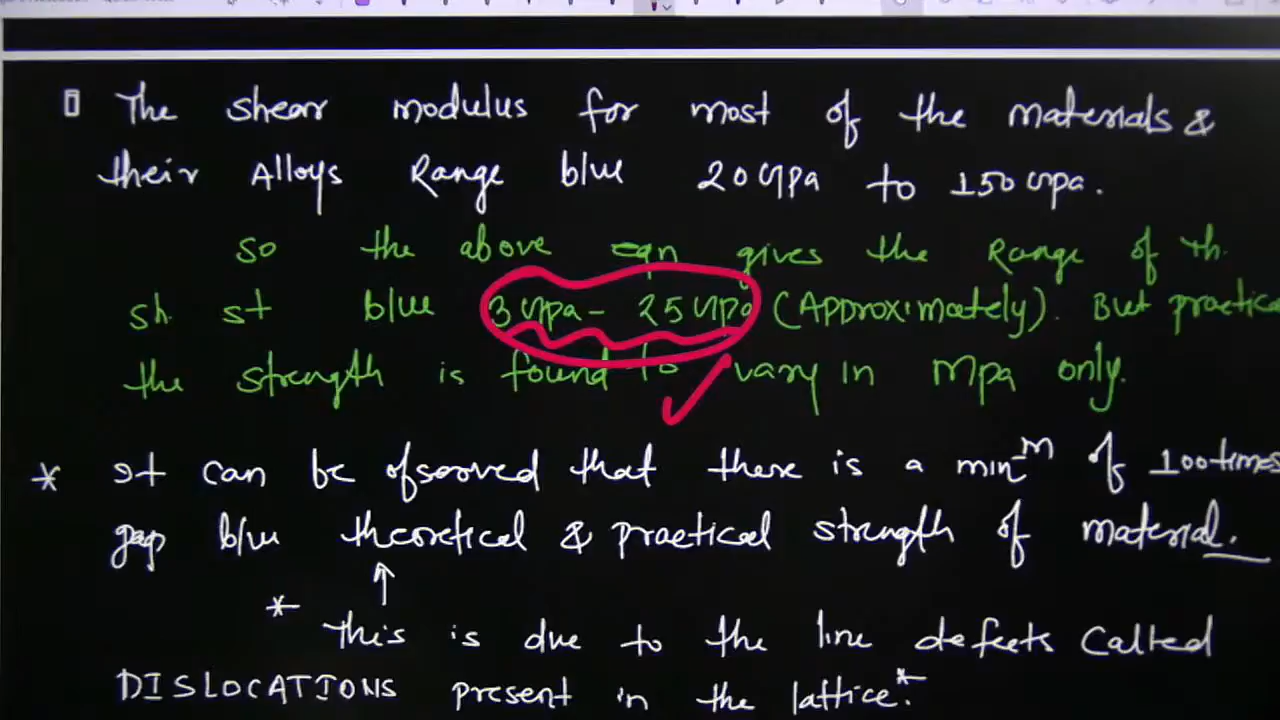 The shear modulus for most of the materials &
their Alloys Range b/w 20 GPa to 150 GPa.
so the above eqn gives the Range of th.
sh. st b/w 3 GPa - 25 GPa (Approximately). But practica
the strength is found to vary in Mpa only.
* It can be observed that there is a min^m of 100 times
gap b/w theoretical & practical strength of material.
* This is due to the line defects called
DISLOCATIONS present in the lattice.*